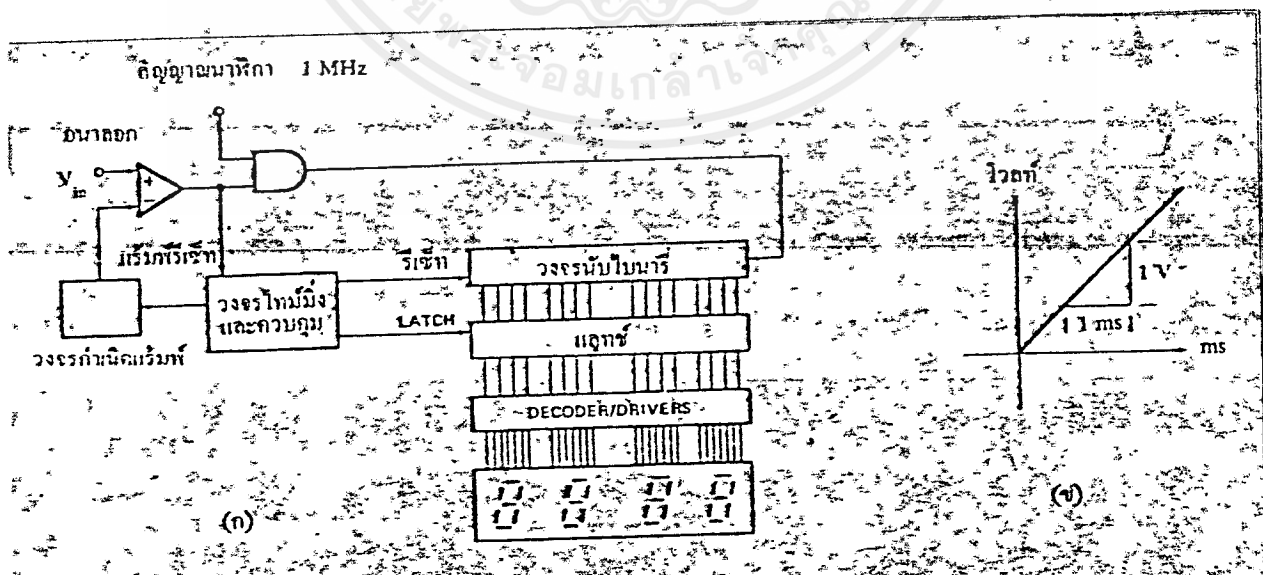 สัญญาณนาฬิกา 1 MHz
อนาลอก
V in
+
−
แร้มพ์รีเซ็ท
วงจรกำเนิดแร้มพ์
วงจรไทม์มิ่ง
และควบคุม
รีเซ็ท
LATCH
วงจรนับไบนารี่
แลทช์
DECODER/DRIVERS
(ก)
โวลท์
1 V
1 ms
ms
(ข)